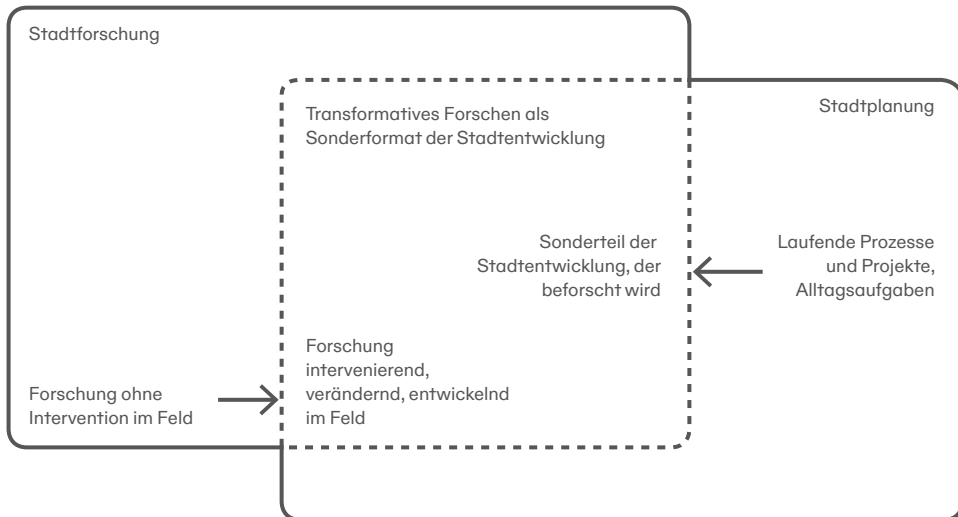 Stadtforschung
Stadtplanung
Transformatives Forschen als
Sonderformat der Stadtentwicklung
Sonderteil der
Stadtentwicklung, der
beforscht wird
Laufende Prozesse
und Projekte,
Alltagsaufgaben
Forschung ohne
Intervention im Feld
Forschung
intervenierend,
verändernd, entwickelnd
im Feld